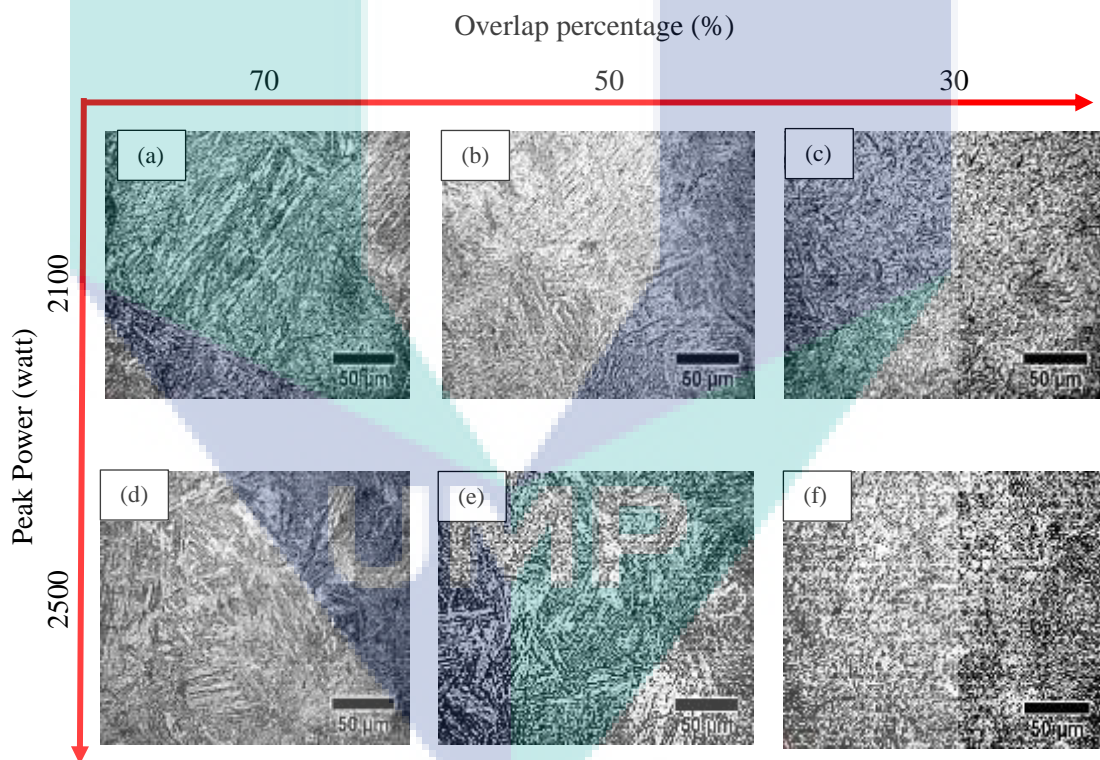 Overlap percentage (%)
70 50 30
(a) (b) (c)
2100
50 µm 50 µm 50 µm
Peak Power (watt)
(d) (e) (f)
UMP
2500
50 µm 50 µm 50 µm